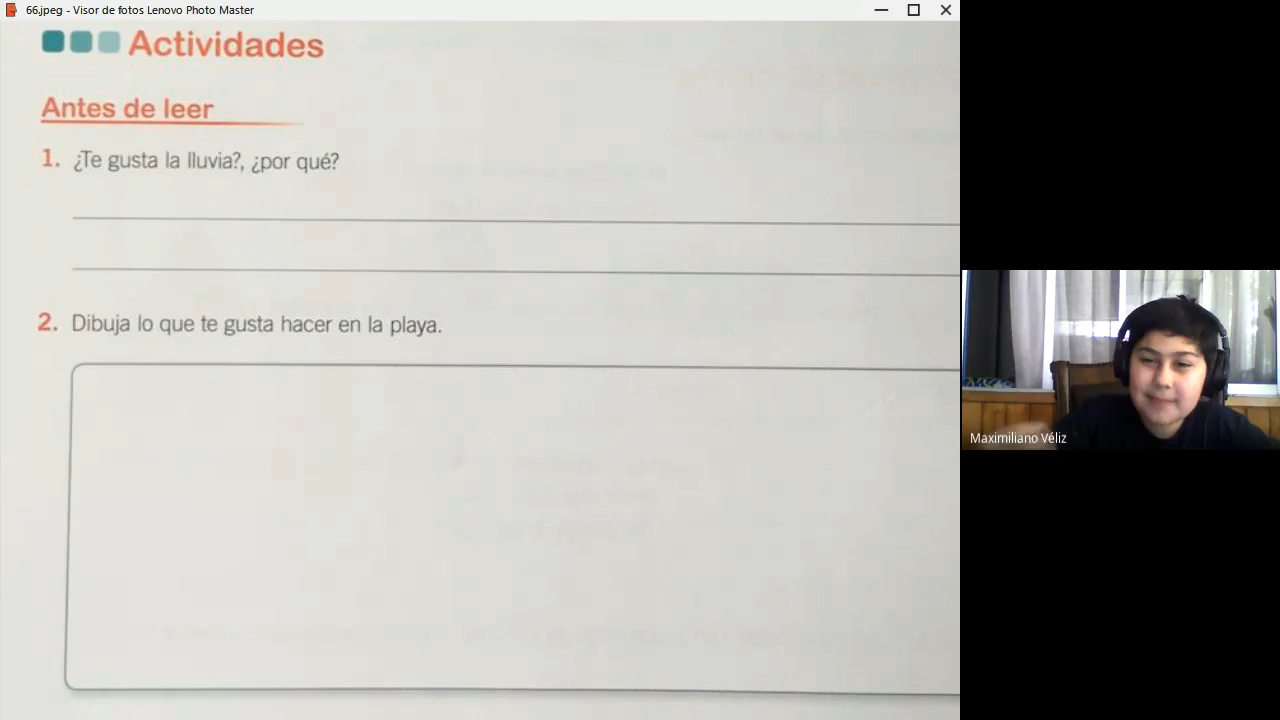 66.jpeg - Visor de fotos Lenovo Photo Master
Actividades
Antes de leer
1. ¿Te gusta la lluvia?, ¿por qué?
2. Dibuja lo que te gusta hacer en la playa.
Maximiliano Véliz